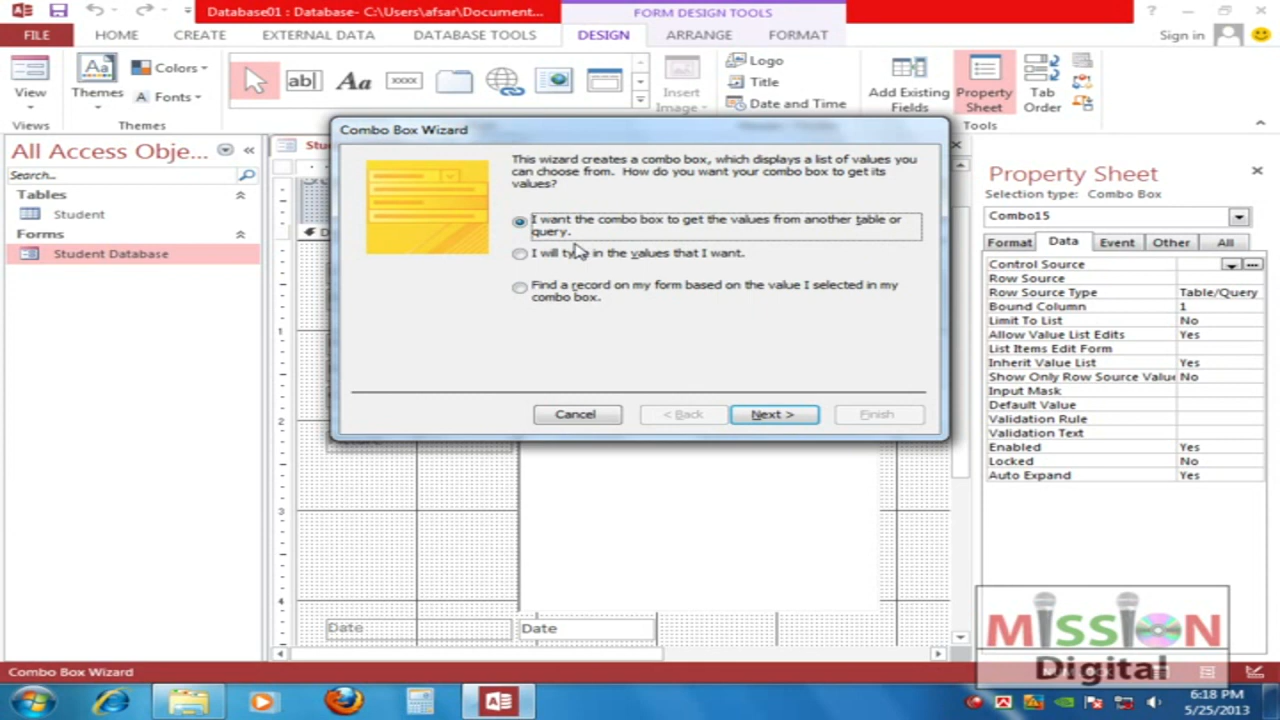 Database01 : Database- C:\Users\afsar\Document...
FORM DESIGN TOOLS
?
FILE
HOME
CREATE
EXTERNAL DATA
DATABASE TOOLS
DESIGN
ARRANGE
FORMAT
Sign in
View
Themes
Colors
Fonts
ab|
Aa
xxxx
Insert
Image
Logo
Title
Date and Time
Add Existing
Fields
Property
Sheet
Tab
Order
Views
Themes
Tools
All Access Obje...
Search...
Tables
Student
Forms
Student Database
Combo Box Wizard
This wizard creates a combo box, which displays a list of values you
can choose from. How do you want your combo box to get its
values?
I want the combo box to get the values from another table or
query.
I will type in the values that I want.
Find a record on my form based on the value I selected in my
combo box.
Cancel
< Back
Next >
Finish
1
2
3
4
Date
Date
Property Sheet
Selection type: Combo Box
Combo15
Format
Data
Event
Other
All
Control Source
Row Source
Row Source Type Table/Query
Bound Column 1
Limit To List No
Allow Value List Edits Yes
List Items Edit Form
Inherit Value List Yes
Show Only Row Source Value No
Input Mask
Default Value
Validation Rule
Validation Text
Enabled Yes
Locked No
Auto Expand Yes
MISSION
Digital
Combo Box Wizard
6:18 PM
5/25/2013